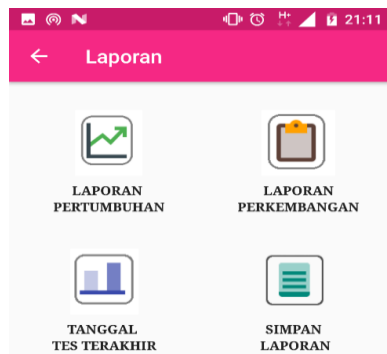 H+
21:11
Laporan
LAPORAN
PERTUMBUHAN
LAPORAN
PERKEMBANGAN
TANGGAL
TES TERAKHIR
SIMPAN
LAPORAN